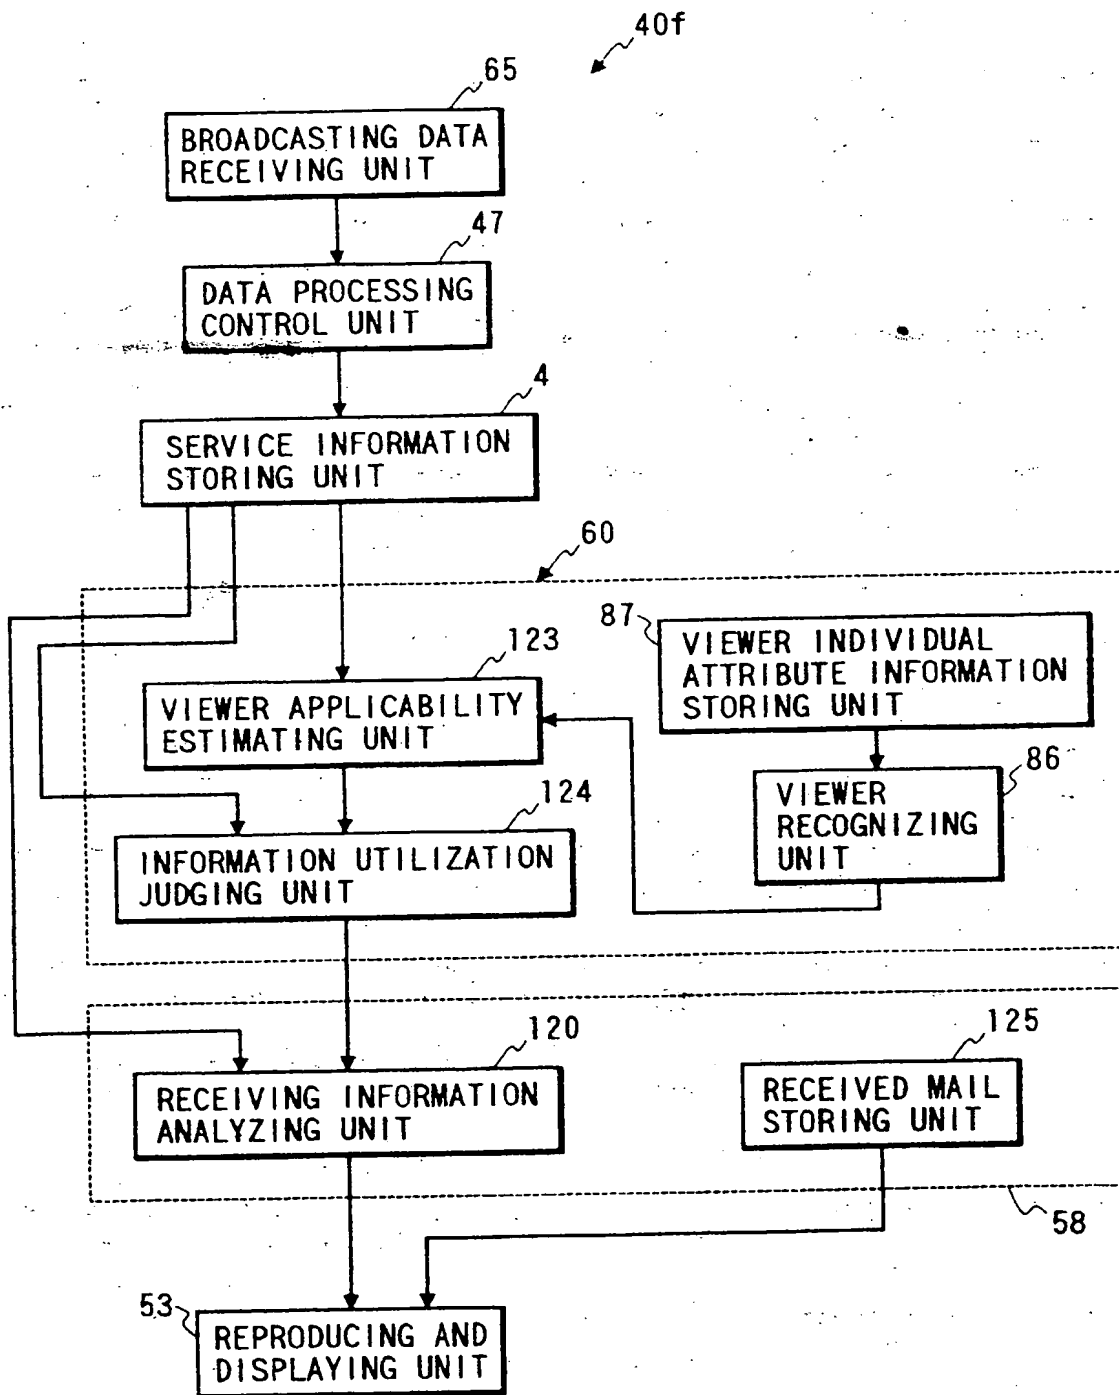 40f
65
BROADCASTING DATA
RECEIVING UNIT
47
DATA PROCESSING
CONTROL UNIT
4
SERVICE INFORMATION
STORING UNIT
60
87
VIEWER INDIVIDUAL
ATTRIBUTE INFORMATION
STORING UNIT
123
VIEWER APPLICABILITY
ESTIMATING UNIT
86
VIEWER
RECOGNIZING
UNIT
124
INFORMATION UTILIZATION
JUDGING UNIT
120
RECEIVING INFORMATION
ANALYZING UNIT
125
RECEIVED MAIL
STORING UNIT
58
53
REPRODUCING AND
DISPLAYING UNIT